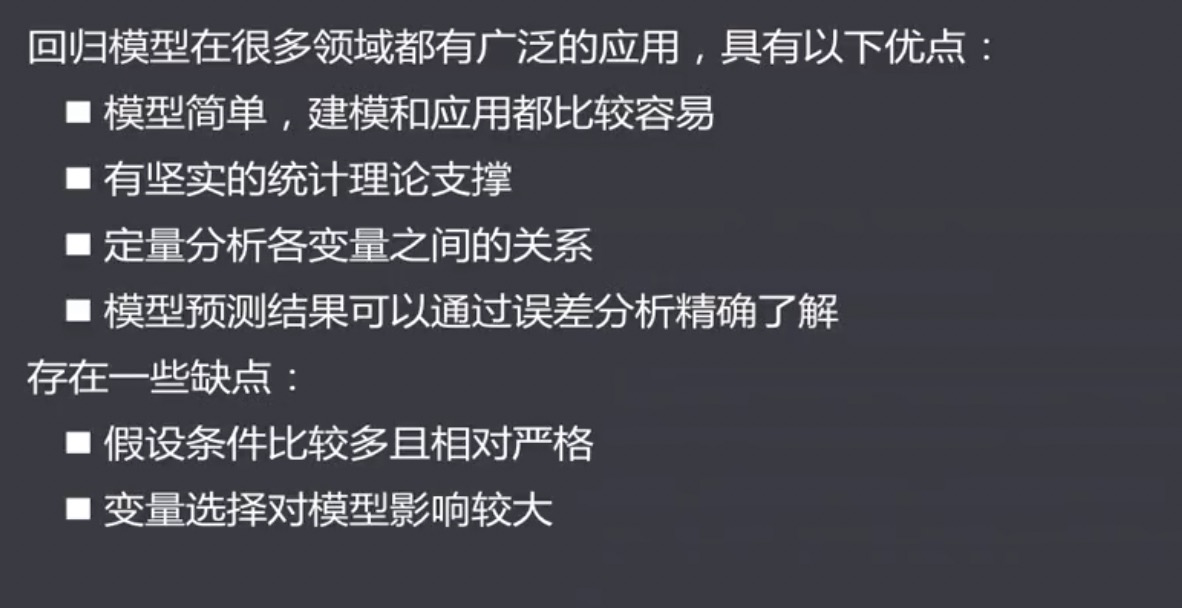 回归模型在很多领域都有广泛的应用，具有以下优点：
■ 模型简单，建模和应用都比较容易
■ 有坚实的统计理论支撑
■ 定量分析各变量之间的关系
■ 模型预测结果可以通过误差分析精确了解
存在一些缺点：
■ 假设条件比较多且相对严格
■ 变量选择对模型影响较大